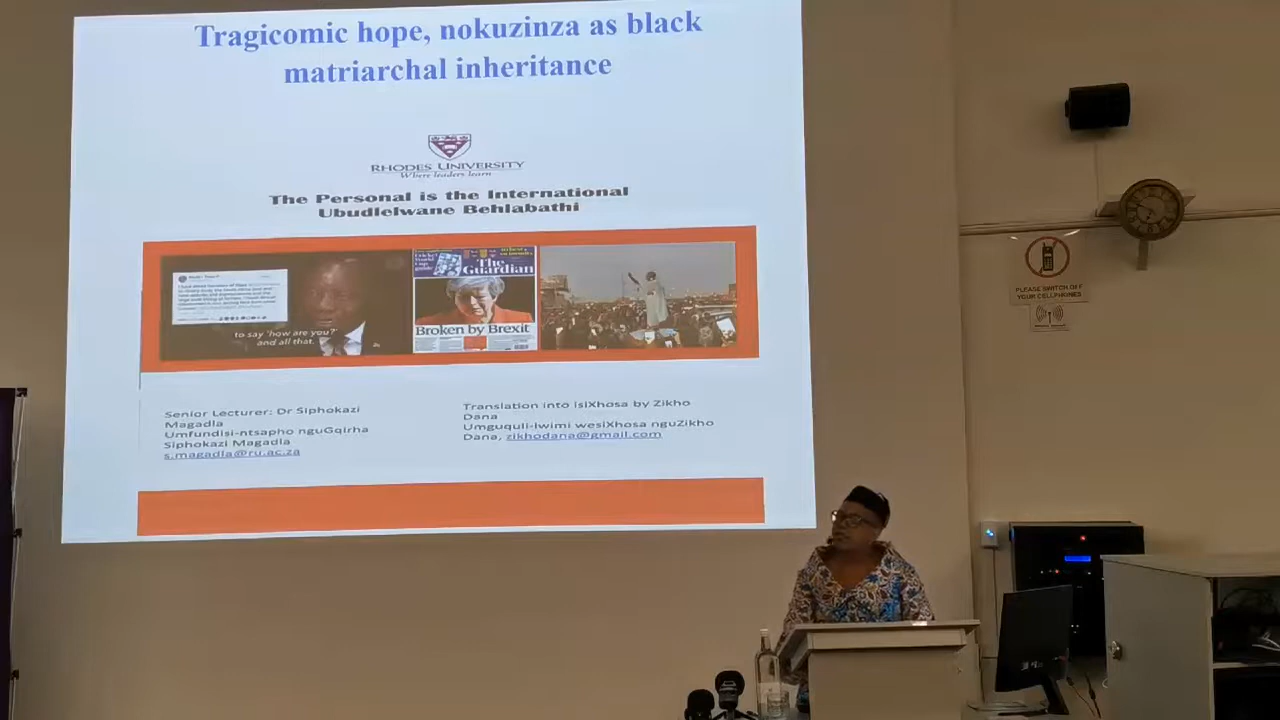 Tragicomic hope, nokuzinza as black
matriarchal inheritance
RHODES UNIVERSITY
Where leaders learn
The Personal is the International
Ubudlelwane Behlabathi
The
Guardian
to say 'how are you?'
and all that.
Broken by Brexit
Senior Lecturer: Dr Siphokazi
Magadla
Umfundisi-ntsapho nguGqirha
Siphokazi Magadla
s.magadla@ru.ac.za
Translation into isiXhosa by Zikho
Dana
Umguquli-lwimi wesiXhosa nguZikho
Dana, zikhodana@gmail.com
PLEASE SWITCH OFF
YOUR CELLPHONES